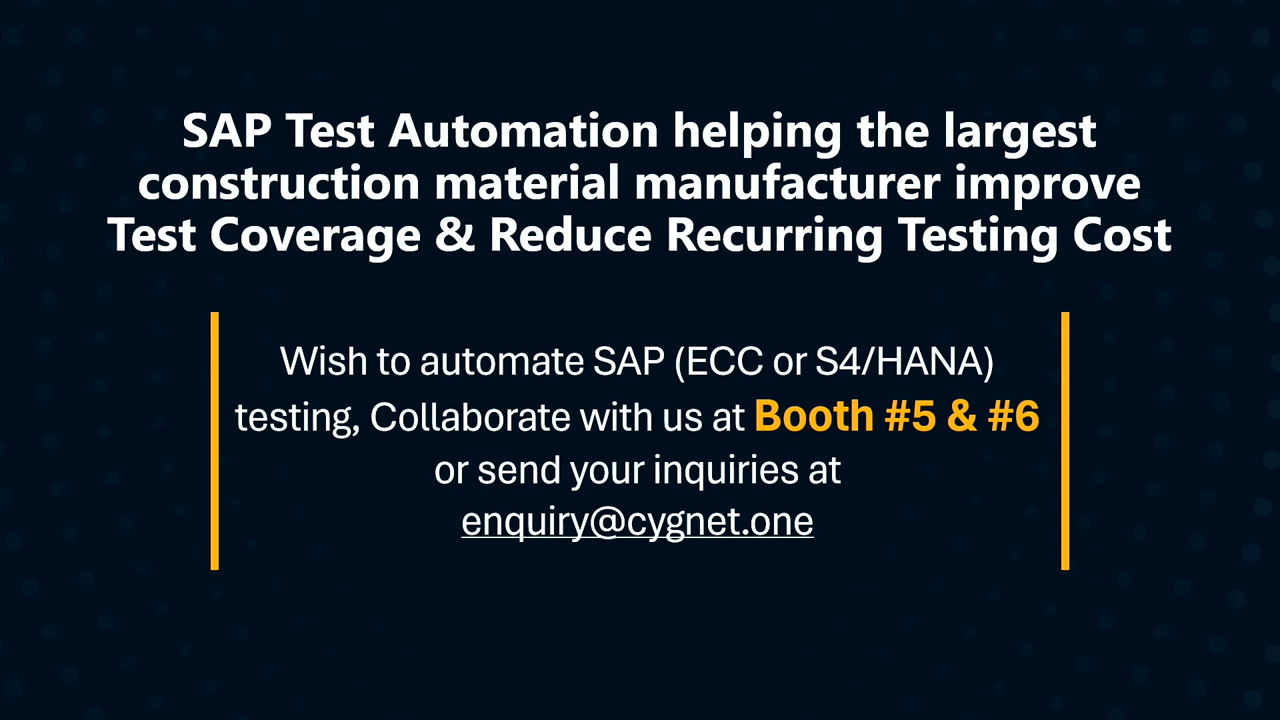 SAP Test Automation helping the largest
construction material manufacturer improve
Test Coverage & Reduce Recurring Testing Cost
Wish to automate SAP (ECC or S4/HANA)
testing, Collaborate with us at Booth #5 & #6
or send your inquiries at
enquiry@cygnet.one